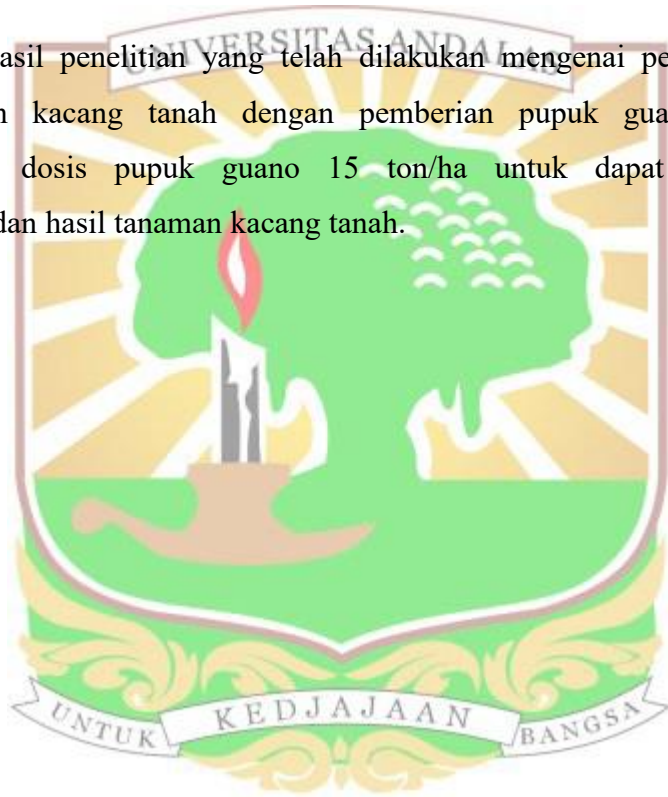 UNIVERSITAS ANDALAS
asil penelitian yang telah dilakukan mengenai pe
kacang tanah dengan pemberian pupuk gua
dosis pupuk guano 15 ton/ha untuk dapat
dan hasil tanaman kacang tanah.
UNTUK KEDJAJAAN BANGSA